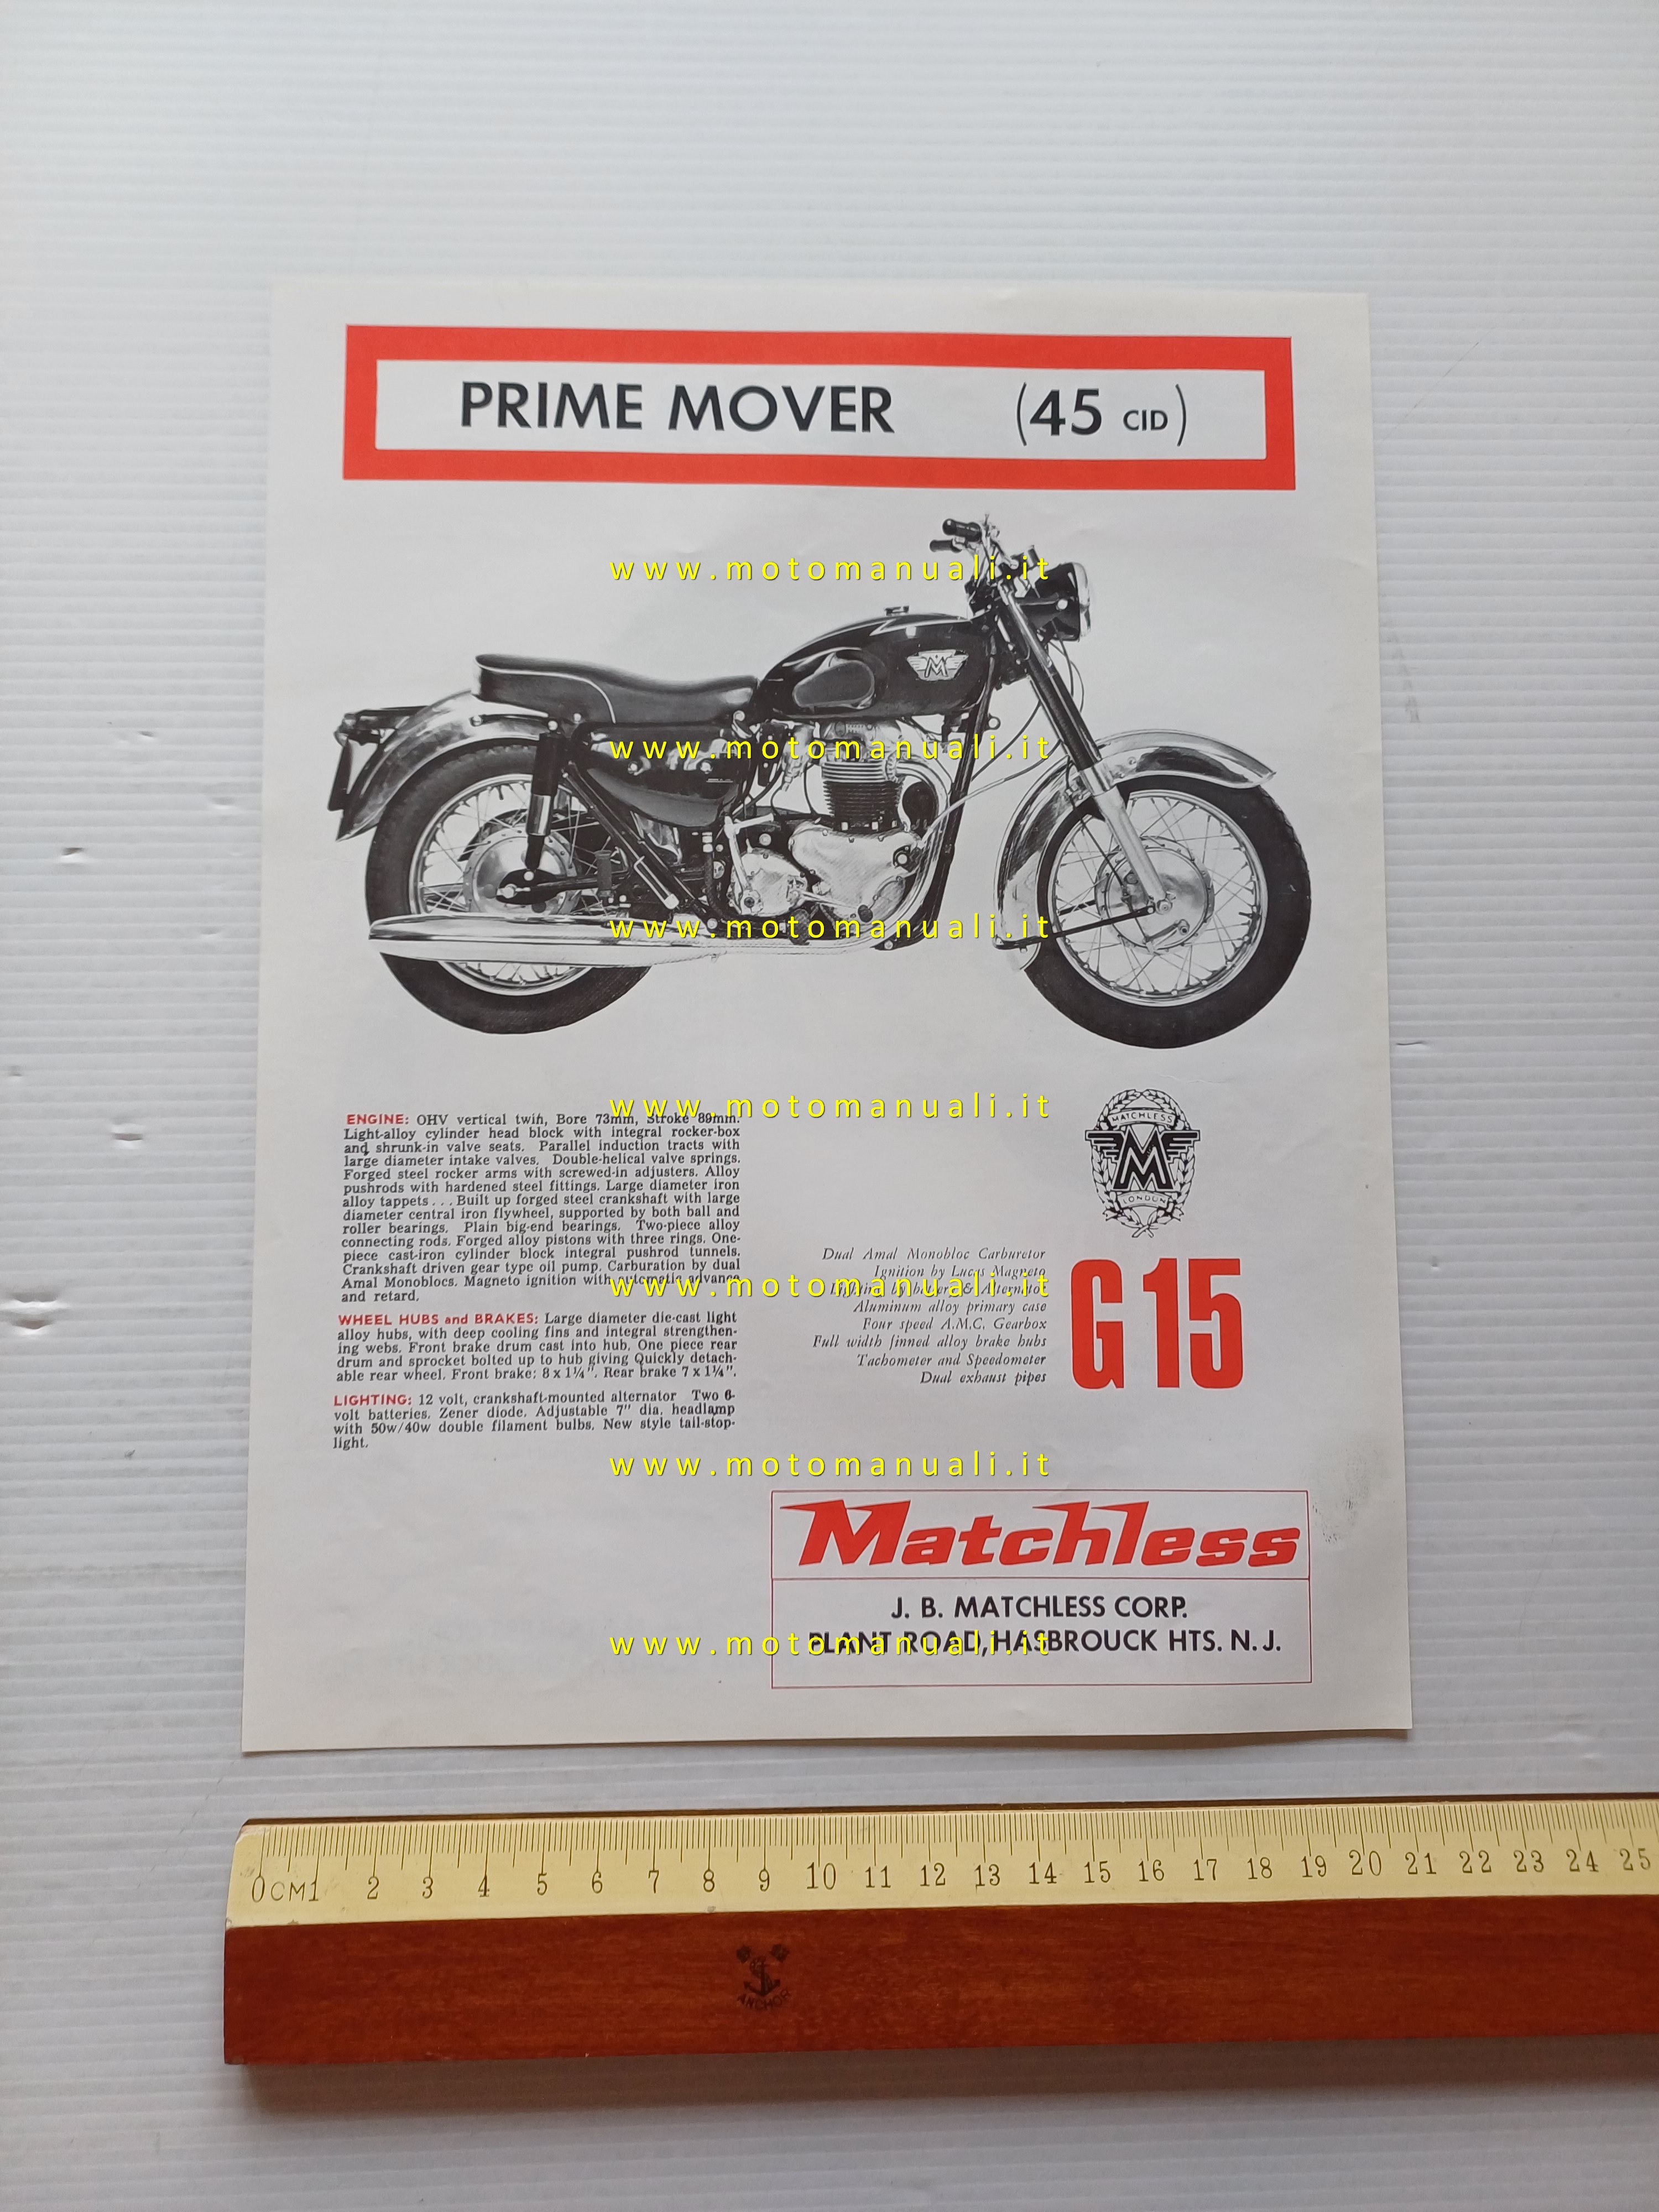 PRIME MOVER (45 CID)
www.motomanuali.it
M
www.motomanuali.it
www.motomanuali.it
www.motomanuali.it
ENGINE: OHV vertical twin, Bore 73mm, Stroke 89mm.
Light-alloy cylinder head block with integral rocker-box
and shrunk-in valve seats. Parallel induction tracts with
large diameter intake valves. Double-helical valve springs.
Forged steel rocker arms with screwed-in adjusters. Alloy
pushrods with hardened steel fittings. Large diameter iron
alloy tappets . . . Built up forged steel crankshaft with large
diameter central iron flywheel, supported by both ball and
roller bearings. Plain big-end bearings. Two-piece alloy
connecting rods. Forged alloy pistons with three rings. One-
piece cast-iron cylinder block integral pushrod tunnels.
Crankshaft driven gear type oil pump. Carburation by dual
Amal Monoblocs. Magneto ignition with automatic advance
and retard.
WHEEL HUBS and BRAKES: Large diameter die-cast light
alloy hubs, with deep cooling fins and integral strengthen-
ing webs. Front brake drum cast into hub. One piece rear
drum and sprocket bolted up to hub giving Quickly detach-
able rear wheel. Front brake: 8 x 1¼". Rear brake 7 x 1¼".
LIGHTING: 12 volt, crankshaft-mounted alternator Two 6-
volt batteries. Zener diode. Adjustable 7" dia. headlamp
with 50w/40w double filament bulbs. New style tail-stop-
light.
MATCHLESS
M
LONDON
Dual Amal Monobloc Carburetor
Ignition by Lucas Magneto
Lighting by battery & Alternator
Aluminum alloy primary case
Four speed A.M.C. Gearbox
Full width finned alloy brake hubs
Tachometer and Speedometer
Dual exhaust pipes
G15
www.motomanuali.it
www.motomanuali.it
Matchless
J. B. MATCHLESS CORP.
PLANT ROAD, HASBROUCK HTS. N. J.
www.motomanuali.it
0CM1 2 3 4 5 6 7 8 9 10 11 12 13 14 15 16 17 18 19 20 21 22 23 24 25
ANCHOR